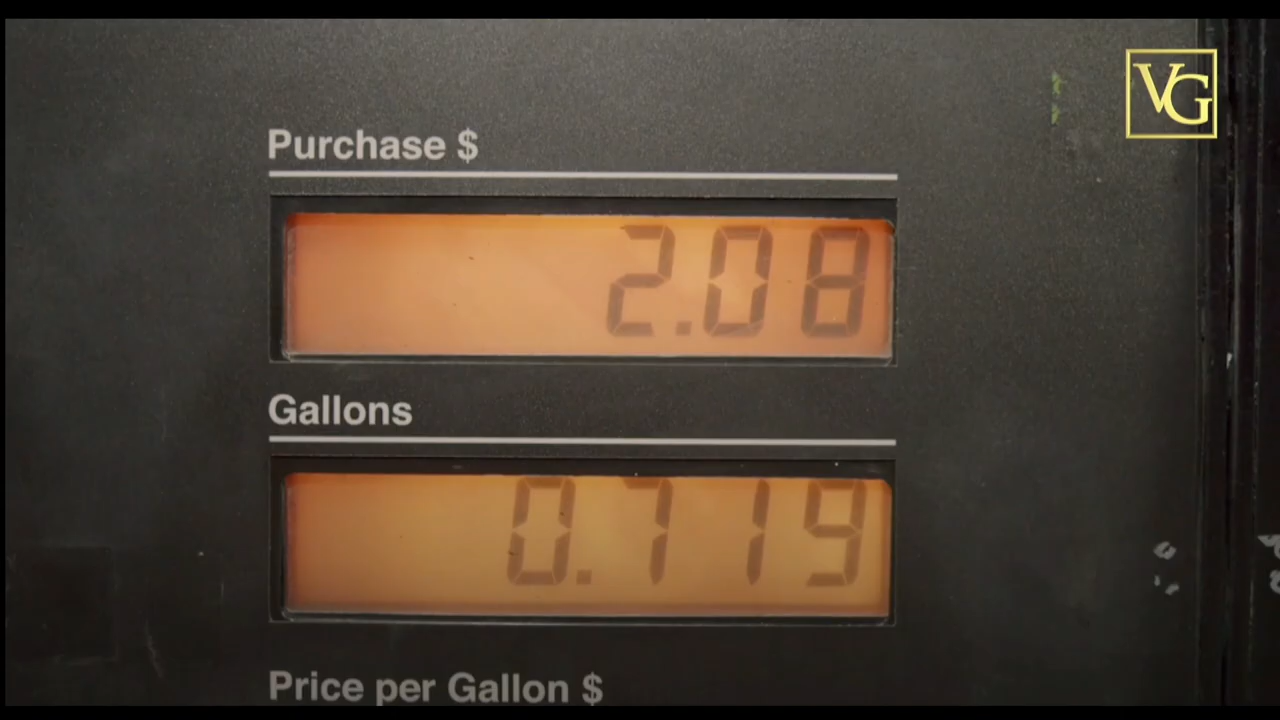 VG
Purchase $
2.08
Gallons
0.719
Price per Gallon $